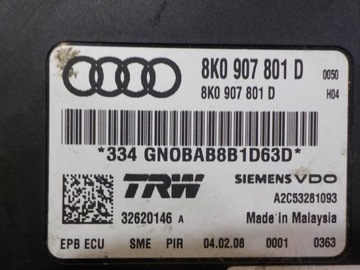 8K0 907 801 D 0050
8K0 907 801 D H04
*334 GNOBAB8B1D63D*
TRW SIEMENS VDO
A2C53281093
32620146 A Made in Malaysia
EPB ECU SME PIR 04.02.08 0001 0363